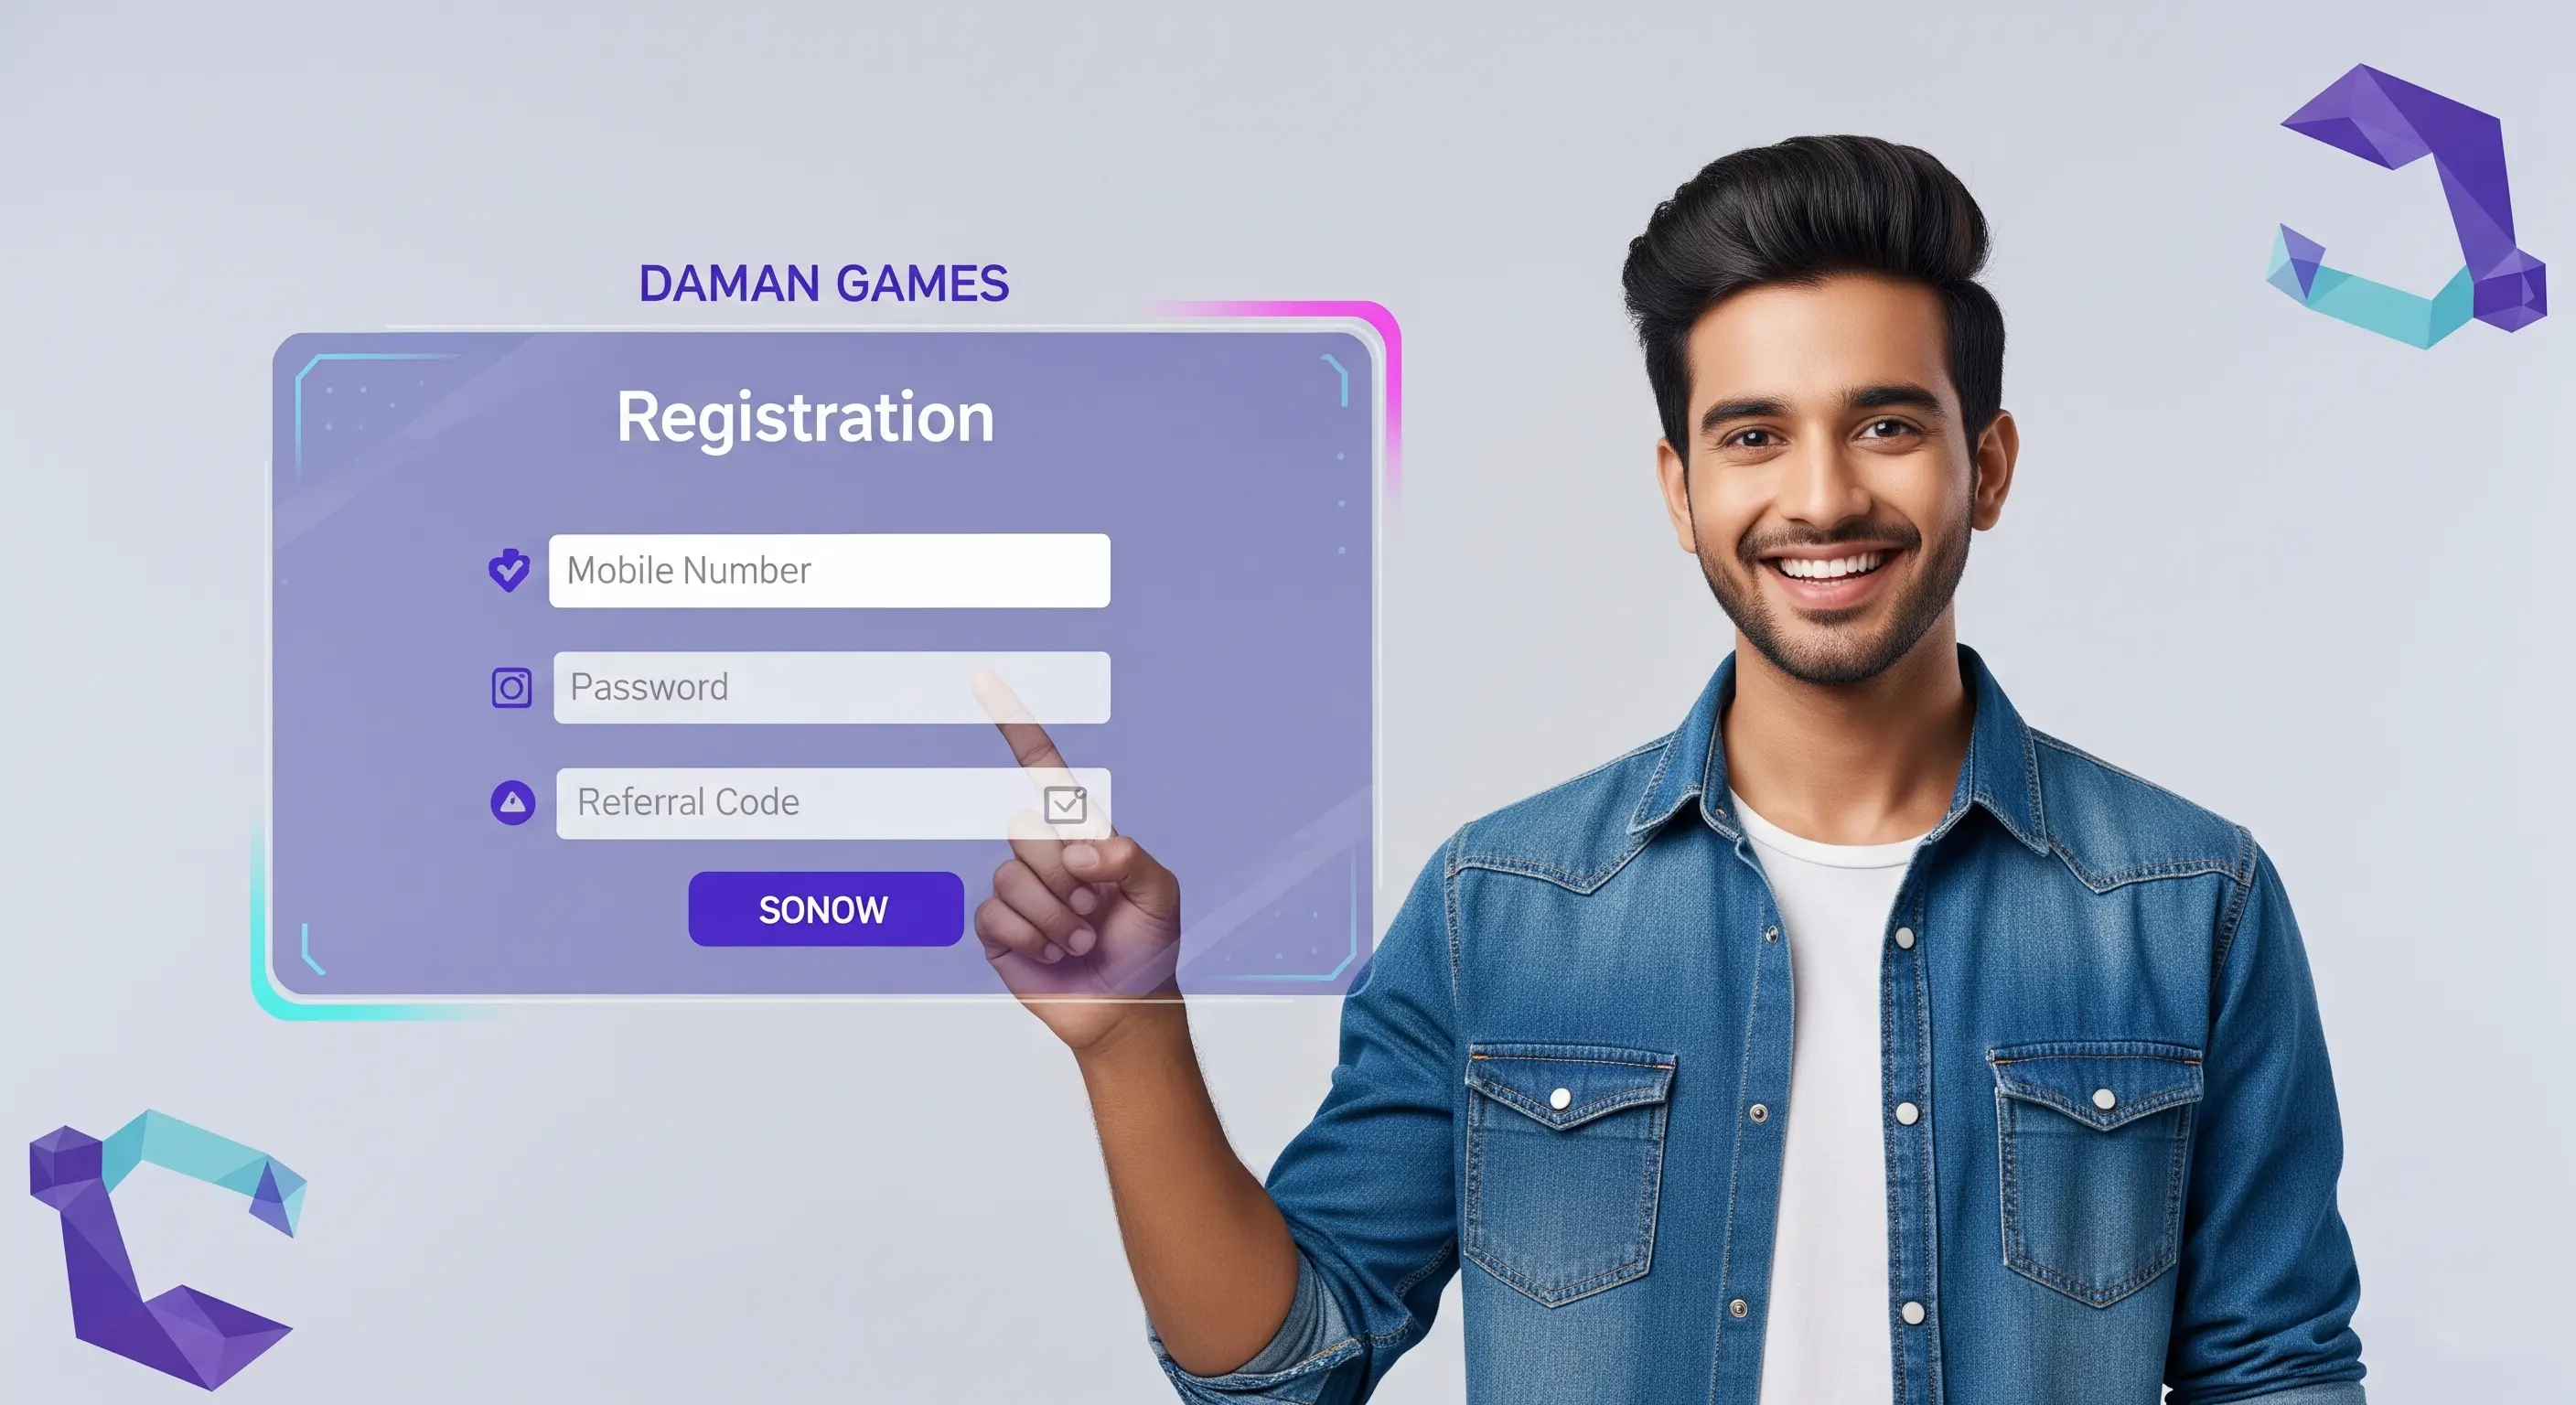 DAMAN GAMES
Registration
Mobile Number
Password
Referral Code
SONOW